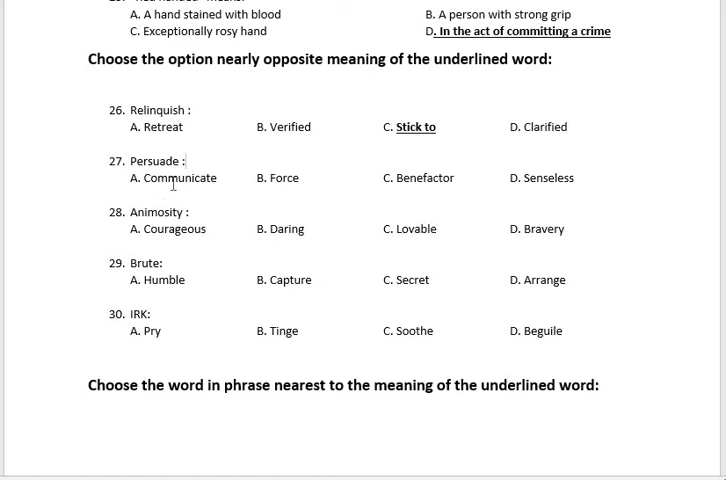 A. A hand stained with blood B. A person with strong grip
C. Exceptionally rosy hand D. In the act of committing a crime
Choose the option nearly opposite meaning of the underlined word:
26. Relinquish :
A. Retreat B. Verified C. Stick to D. Clarified
27. Persuade :
A. Communicate B. Force C. Benefactor D. Senseless
28. Animosity :
A. Courageous B. Daring C. Lovable D. Bravery
29. Brute:
A. Humble B. Capture C. Secret D. Arrange
30. IRK:
A. Pry B. Tinge C. Soothe D. Beguile
Choose the word in phrase nearest to the meaning of the underlined word: